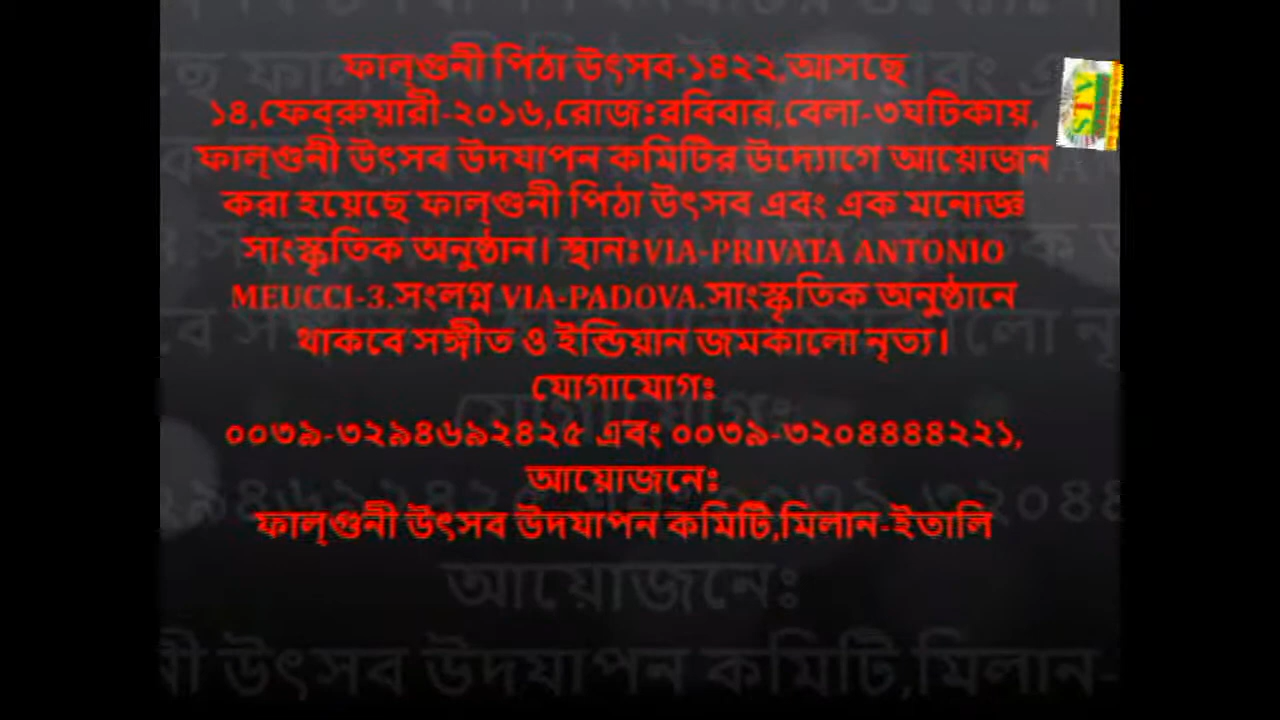 ফাল্গুনী পিঠা উৎসব-১৪২২,আসছে
১৪,ফেব্রুয়ারী-২০১৬,রোজঃরবিবার,বেলা-৩ঘটিকায়,
ফাল্গুনী উৎসব উদযাপন কমিটির উদ্যোগে আয়োজন
করা হয়েছে ফাল্গুনী পিঠা উৎসব এবং এক মনোজ্ঞ
সাংস্কৃতিক অনুষ্ঠান। স্থানঃVIA-PRIVATA ANTONIO
MEUCCI-3.সংলগ্ন VIA-PADOVA.সাংস্কৃতিক অনুষ্ঠানে
থাকবে সঙ্গীত ও ইন্ডিয়ান জমকালো নৃত্য।
যোগাযোগঃ
০০৩৯-৩২৯৪৬৯২৪২৫ এবং ০০৩৯-৩২০৪৪৪৪২২১,
আয়োজনেঃ
ফাল্গুনী উৎসব উদযাপন কমিটি,মিলান-ইতালি